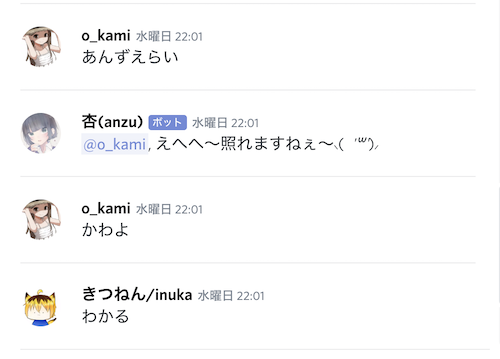 o_kami 水曜日 22:01
あんずえらい
杏(anzu) ボット 水曜日 22:01
@o_kami, えへへ〜照れますねぇ〜⸜( ˙꒳˙)⸝
o_kami 水曜日 22:01
かわよ
きつねん/inuka 水曜日 22:01
わかる